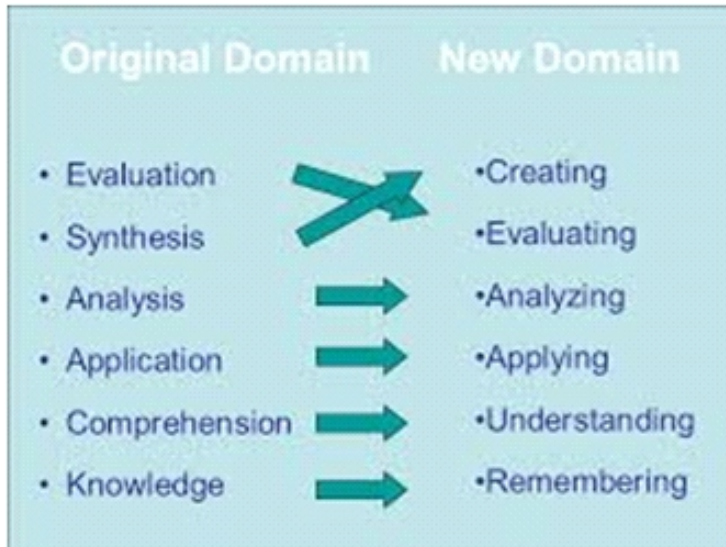 Original Domain New Domain
• Evaluation •Creating
• Synthesis •Evaluating
• Analysis •Analyzing
• Application •Applying
• Comprehension •Understanding
• Knowledge •Remembering